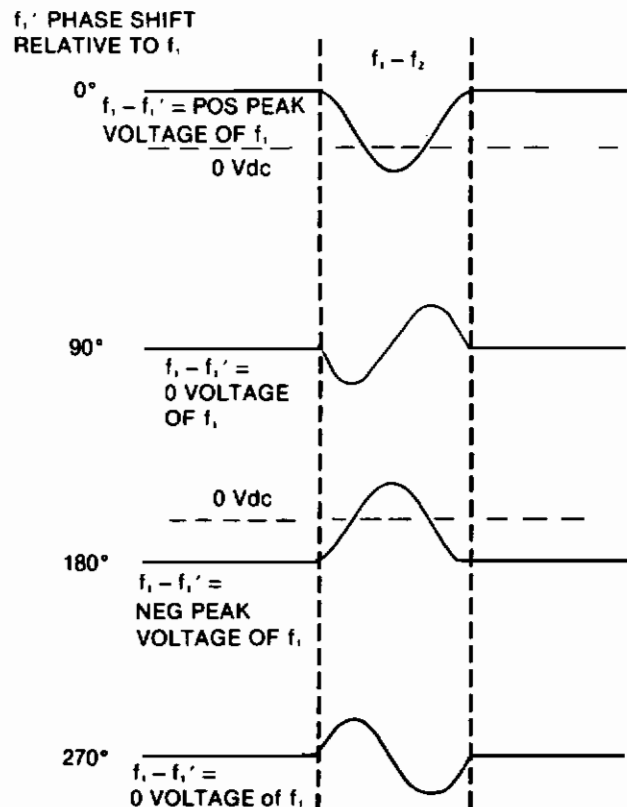 f₁′ PHASE SHIFT
RELATIVE TO f₁
f₁ – f₂
0°
f₁ – f₁′ = POS PEAK
VOLTAGE OF f₁
0 Vdc
90°
f₁ – f₁′ =
0 VOLTAGE
OF f₁
0 Vdc
180°
f₁ – f₁′ =
NEG PEAK
VOLTAGE OF f₁
270°
f₁ – f₁′ =
0 VOLTAGE of f₁